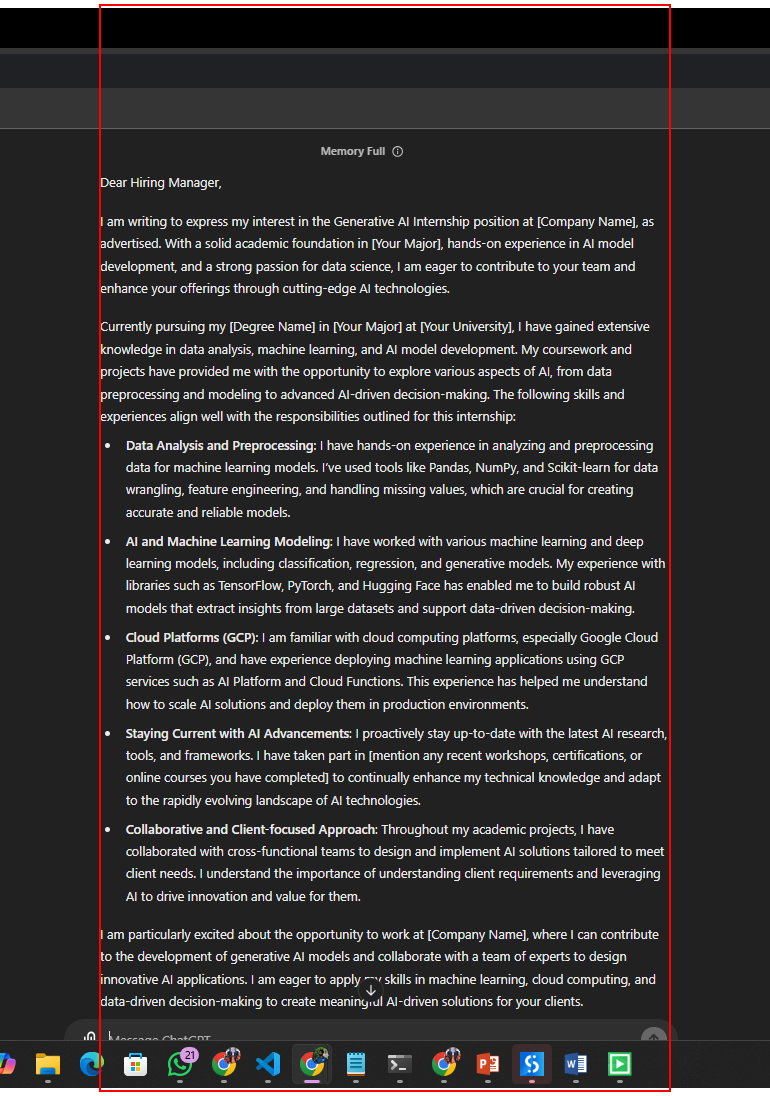 Memory Full
Dear Hiring Manager,
I am writing to express my interest in the Generative AI Internship position at [Company Name], as
advertised. With a solid academic foundation in [Your Major], hands-on experience in AI model
development, and a strong passion for data science, I am eager to contribute to your team and
enhance your offerings through cutting-edge AI technologies.
Currently pursuing my [Degree Name] in [Your Major] at [Your University], I have gained extensive
knowledge in data analysis, machine learning, and AI model development. My coursework and
projects have provided me with the opportunity to explore various aspects of AI, from data
preprocessing and modeling to advanced AI-driven decision-making. The following skills and
experiences align well with the responsibilities outlined for this internship:
• Data Analysis and Preprocessing: I have hands-on experience in analyzing and preprocessing
data for machine learning models. I've used tools like Pandas, NumPy, and Scikit-learn for data
wrangling, feature engineering, and handling missing values, which are crucial for creating
accurate and reliable models.
• AI and Machine Learning Modeling: I have worked with various machine learning and deep
learning models, including classification, regression, and generative models. My experience with
libraries such as TensorFlow, PyTorch, and Hugging Face has enabled me to build robust AI
models that extract insights from large datasets and support data-driven decision-making.
• Cloud Platforms (GCP): I am familiar with cloud computing platforms, especially Google Cloud
Platform (GCP), and have experience deploying machine learning applications using GCP
services such as AI Platform and Cloud Functions. This experience has helped me understand
how to scale AI solutions and deploy them in production environments.
• Staying Current with AI Advancements: I proactively stay up-to-date with the latest AI research,
tools, and frameworks. I have taken part in [mention any recent workshops, certifications, or
online courses you have completed] to continually enhance my technical knowledge and adapt
to the rapidly evolving landscape of AI technologies.
• Collaborative and Client-focused Approach: Throughout my academic projects, I have
collaborated with cross-functional teams to design and implement AI solutions tailored to meet
client needs. I understand the importance of understanding client requirements and leveraging
AI to drive innovation and value for them.
I am particularly excited about the opportunity to work at [Company Name], where I can contribute
to the development of generative AI models and collaborate with a team of experts to design
innovative AI applications. I am eager to apply my skills in machine learning, cloud computing, and
data-driven decision-making to create meaningful AI-driven solutions for your clients.
Message ChatGPT
21